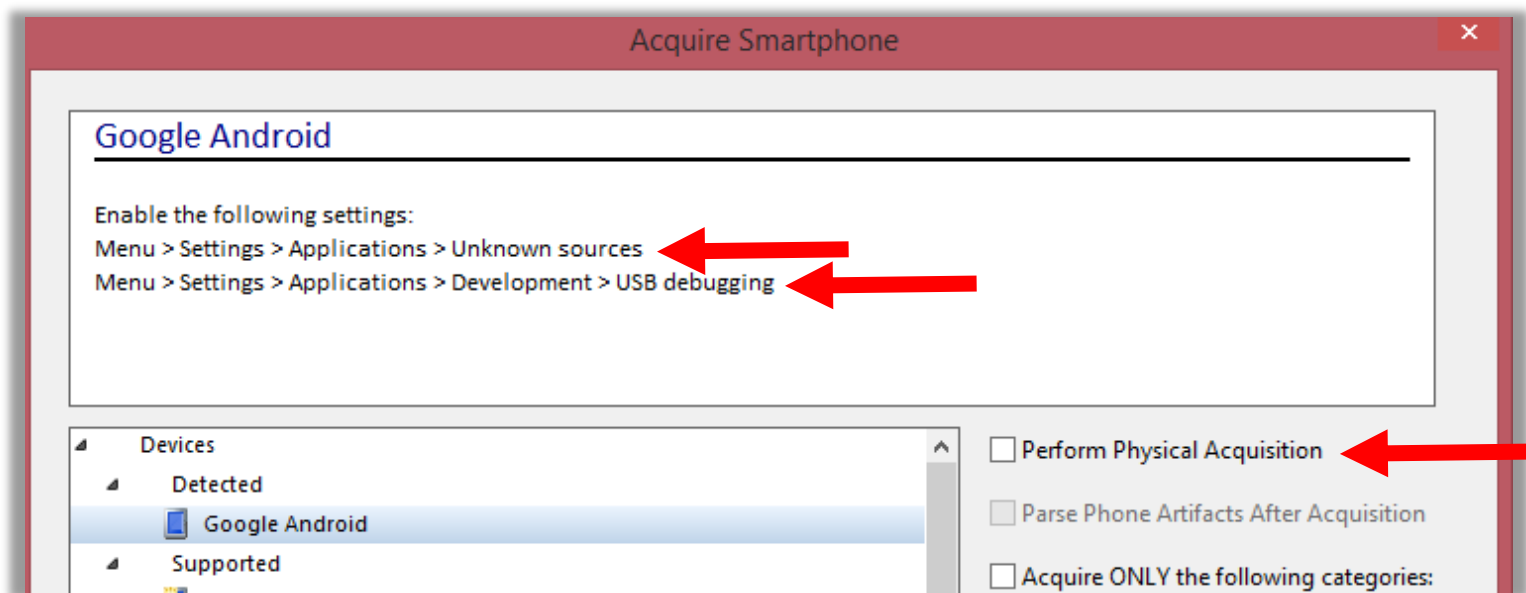 Acquire Smartphone
Google Android
Enable the following settings:
Menu > Settings > Applications > Unknown sources
Menu > Settings > Applications > Development > USB debugging
Devices
Detected
Google Android
Supported
Perform Physical Acquisition
Parse Phone Artifacts After Acquisition
Acquire ONLY the following categories: